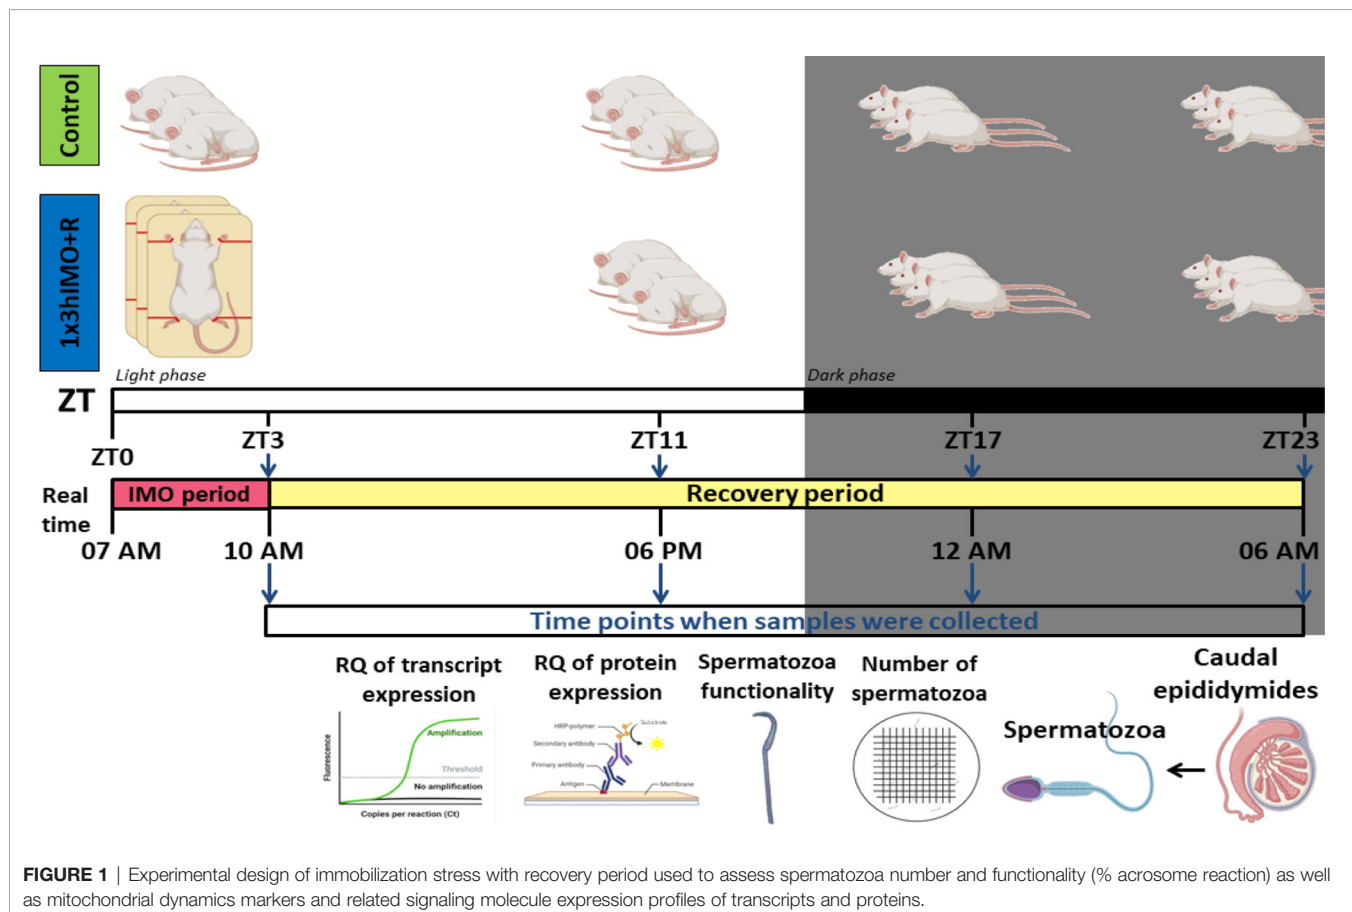 Control
1x3hIMO+R
Light phase
Dark phase
ZT
ZT0
ZT3
ZT11
ZT17
ZT23
Real
time
IMO period
Recovery period
07 AM
10 AM
06 PM
12 AM
06 AM
Time points when samples were collected
RQ of transcript
expression
Fluorescence
Amplification
Threshold
No amplification
Copies per reaction (Ct)
RQ of protein
expression
HRP-polymer
Substrate
Secondary antibody
Primary antibody
Antigen
Membrane
Spermatozoa
functionality
Number of
spermatozoa
Spermatozoa
Caudal
epididymides
FIGURE 1 | Experimental design of immobilization stress with recovery period used to assess spermatozoa number and functionality (% acrosome reaction) as well
as mitochondrial dynamics markers and related signaling molecule expression profiles of transcripts and proteins.